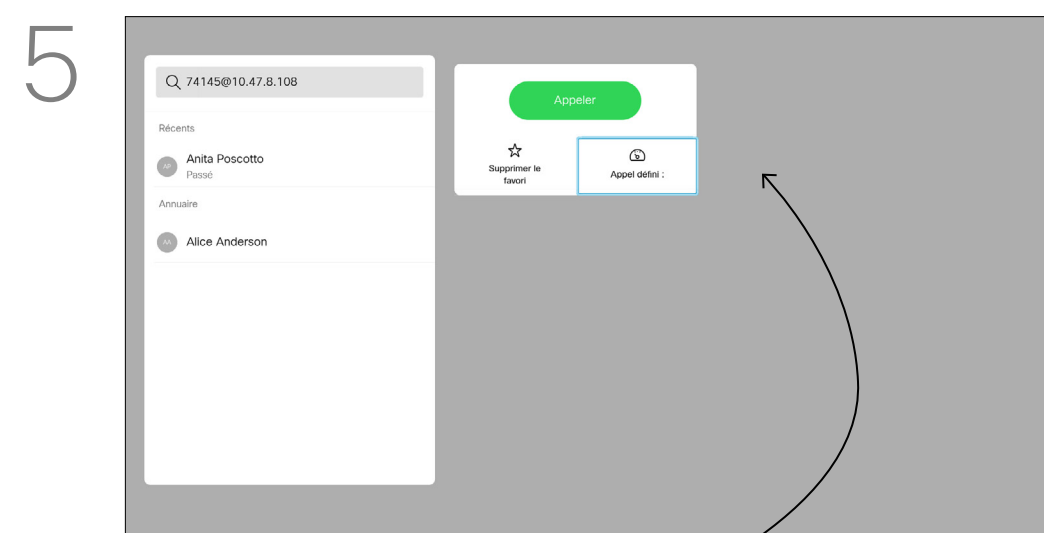 5
74145@10.47.8.108
Récents
AP
Anita Poscotto
Passé
Annuaire
AA
Alice Anderson
Appeler
Supprimer le
favori
Appel défini :